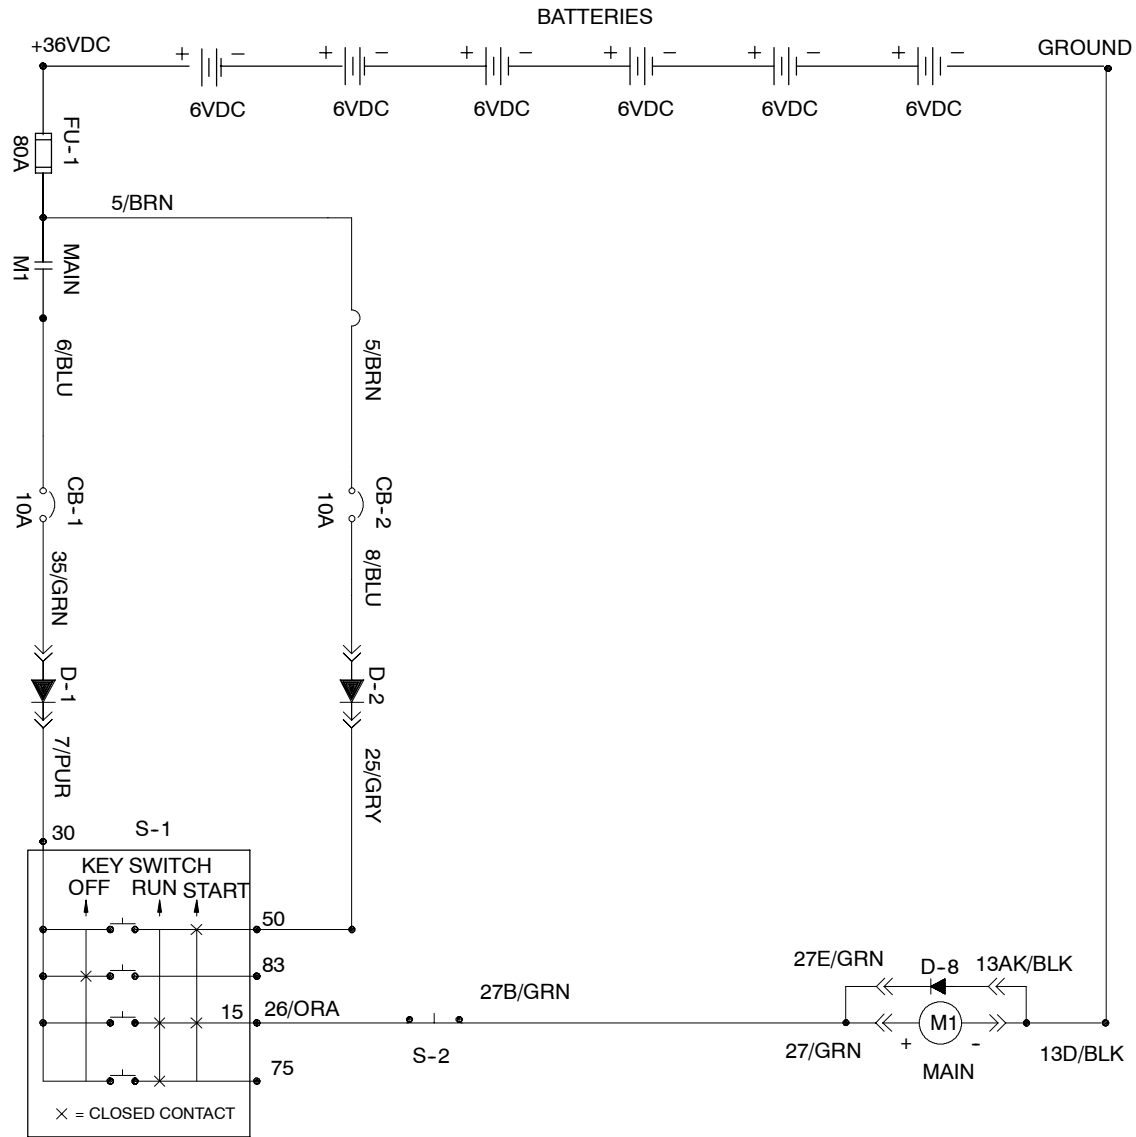 BATTERIES
+36VDC
GROUND
+ − + − + − + − + − + −
6VDC 6VDC 6VDC 6VDC 6VDC 6VDC
FU-1
80A
5/BRN
MAIN
M1
6/BLU
5/BRN
CB-1
10A
CB-2
10A
35/GRN
8/BLU
D-1
D-2
7/PUR
25/GRY
30
S-1
KEY SWITCH
OFF RUN START
50
83
15 26/ORA
75
× = CLOSED CONTACT
27B/GRN
S-2
27E/GRN D-8 13AK/BLK
M1
27/GRN + - 13D/BLK
MAIN